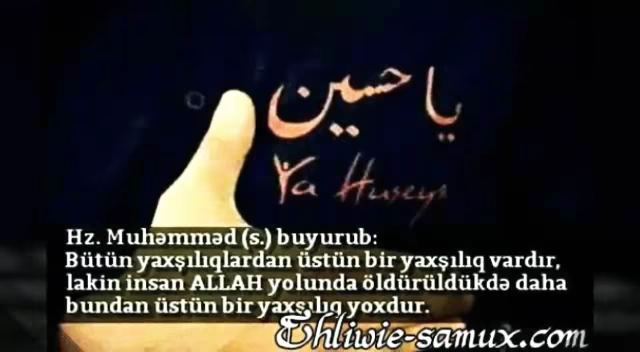 يا حسين
Ya Huseyn
Hz. Muhəmməd (s.) buyurub:
Bütün yaxşılıqlardan üstün bir yaxşılıq vardır,
lakin insan ALLAH yolunda öldürüldükdə daha
bundan üstün bir yaxşılıq yoxdur.
Ehliwie-samux.com